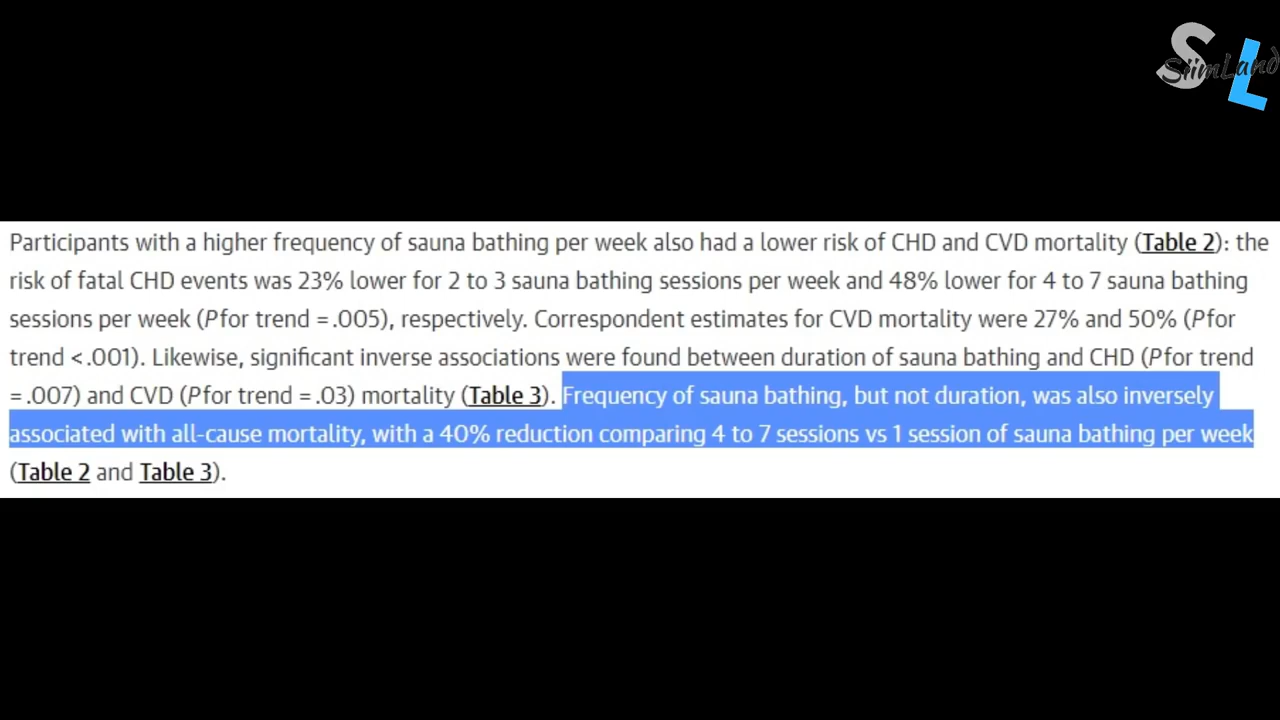 S L
SiimLand
Participants with a higher frequency of sauna bathing per week also had a lower risk of CHD and CVD mortality (Table 2): the
risk of fatal CHD events was 23% lower for 2 to 3 sauna bathing sessions per week and 48% lower for 4 to 7 sauna bathing
sessions per week (P for trend = .005), respectively. Correspondent estimates for CVD mortality were 27% and 50% (P for
trend < .001). Likewise, significant inverse associations were found between duration of sauna bathing and CHD (P for trend
= .007) and CVD (P for trend = .03) mortality (Table 3). Frequency of sauna bathing, but not duration, was also inversely
associated with all-cause mortality, with a 40% reduction comparing 4 to 7 sessions vs 1 session of sauna bathing per week
(Table 2 and Table 3).